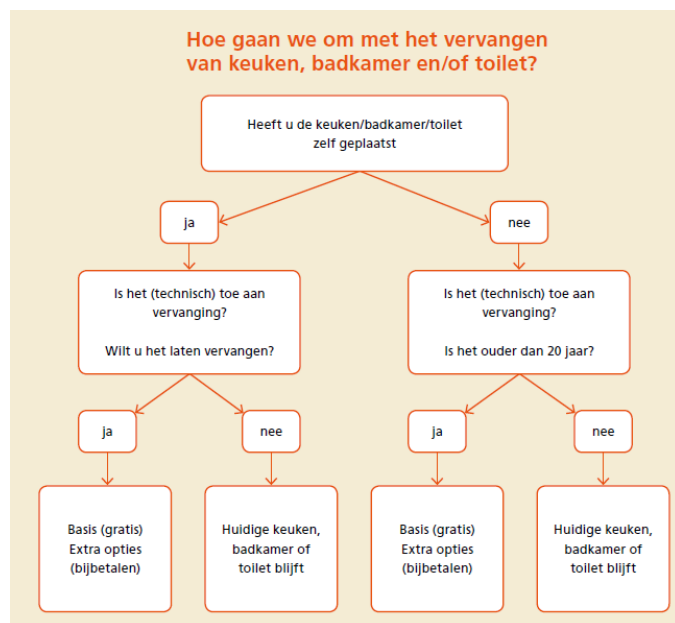 Hoe gaan we om met het vervangen
van keuken, badkamer en/of toilet?
Heeft u de keuken/badkamer/toilet
zelf geplaatst
ja
nee
Is het (technisch) toe aan
vervanging?
Wilt u het laten vervangen?
Is het (technisch) toe aan
vervanging?
Is het ouder dan 20 jaar?
ja
nee
ja
nee
Basis (gratis)
Extra opties
(bijbetalen)
Huidige keuken,
badkamer of
toilet blijft
Basis (gratis)
Extra opties
(bijbetalen)
Huidige keuken,
badkamer of
toilet blijft